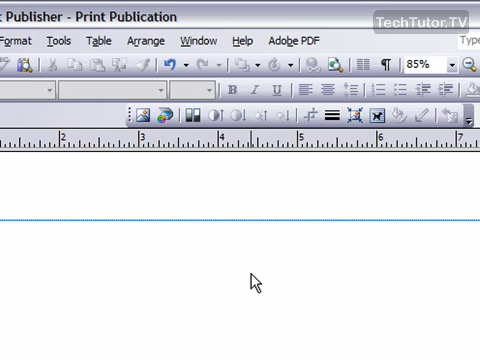 t Publisher - Print Publication
TechTutor.TV
Format Tools Table Arrange Window Help Adobe PDF
Type
85%
B I U
2 3 4 5 6 7